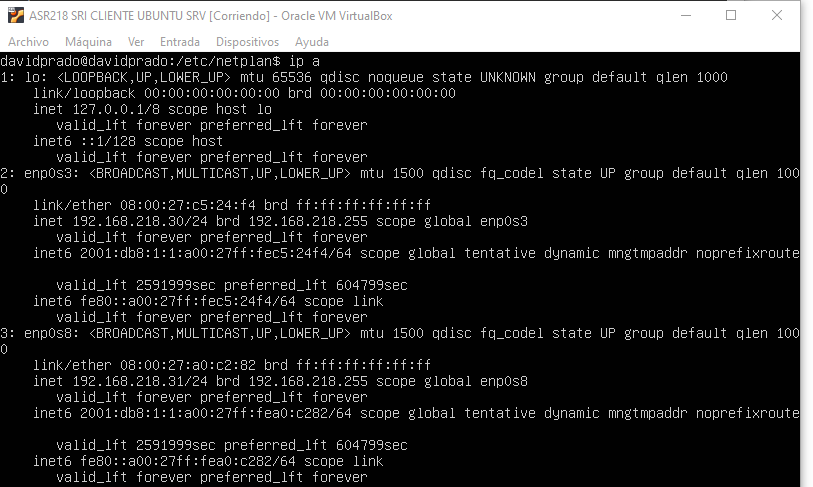 ASR218 SRI CLIENTE UBUNTU SRV [Corriendo] - Oracle VM VirtualBox
Archivo Máquina Ver Entrada Dispositivos Ayuda
davidprado@davidprado:/etc/netplan$ ip a
1: lo: <LOOPBACK,UP,LOWER_UP> mtu 65536 qdisc noqueue state UNKNOWN group default qlen 1000
    link/loopback 00:00:00:00:00:00 brd 00:00:00:00:00:00
    inet 127.0.0.1/8 scope host lo
       valid_lft forever preferred_lft forever
    inet6 ::1/128 scope host
       valid_lft forever preferred_lft forever
2: enp0s3: <BROADCAST,MULTICAST,UP,LOWER_UP> mtu 1500 qdisc fq_codel state UP group default qlen 100
0
    link/ether 08:00:27:c5:24:f4 brd ff:ff:ff:ff:ff:ff
    inet 192.168.218.30/24 brd 192.168.218.255 scope global enp0s3
       valid_lft forever preferred_lft forever
    inet6 2001:db8:1:1:a00:27ff:fec5:24f4/64 scope global tentative dynamic mngtmpaddr noprefixroute
       valid_lft 2591999sec preferred_lft 604799sec
    inet6 fe80::a00:27ff:fec5:24f4/64 scope link
       valid_lft forever preferred_lft forever
3: enp0s8: <BROADCAST,MULTICAST,UP,LOWER_UP> mtu 1500 qdisc fq_codel state UP group default qlen 100
0
    link/ether 08:00:27:a0:c2:82 brd ff:ff:ff:ff:ff:ff
    inet 192.168.218.31/24 brd 192.168.218.255 scope global enp0s8
       valid_lft forever preferred_lft forever
    inet6 2001:db8:1:1:a00:27ff:fea0:c282/64 scope global tentative dynamic mngtmpaddr noprefixroute
       valid_lft 2591999sec preferred_lft 604799sec
    inet6 fe80::a00:27ff:fea0:c282/64 scope link
       valid_lft forever preferred_lft forever